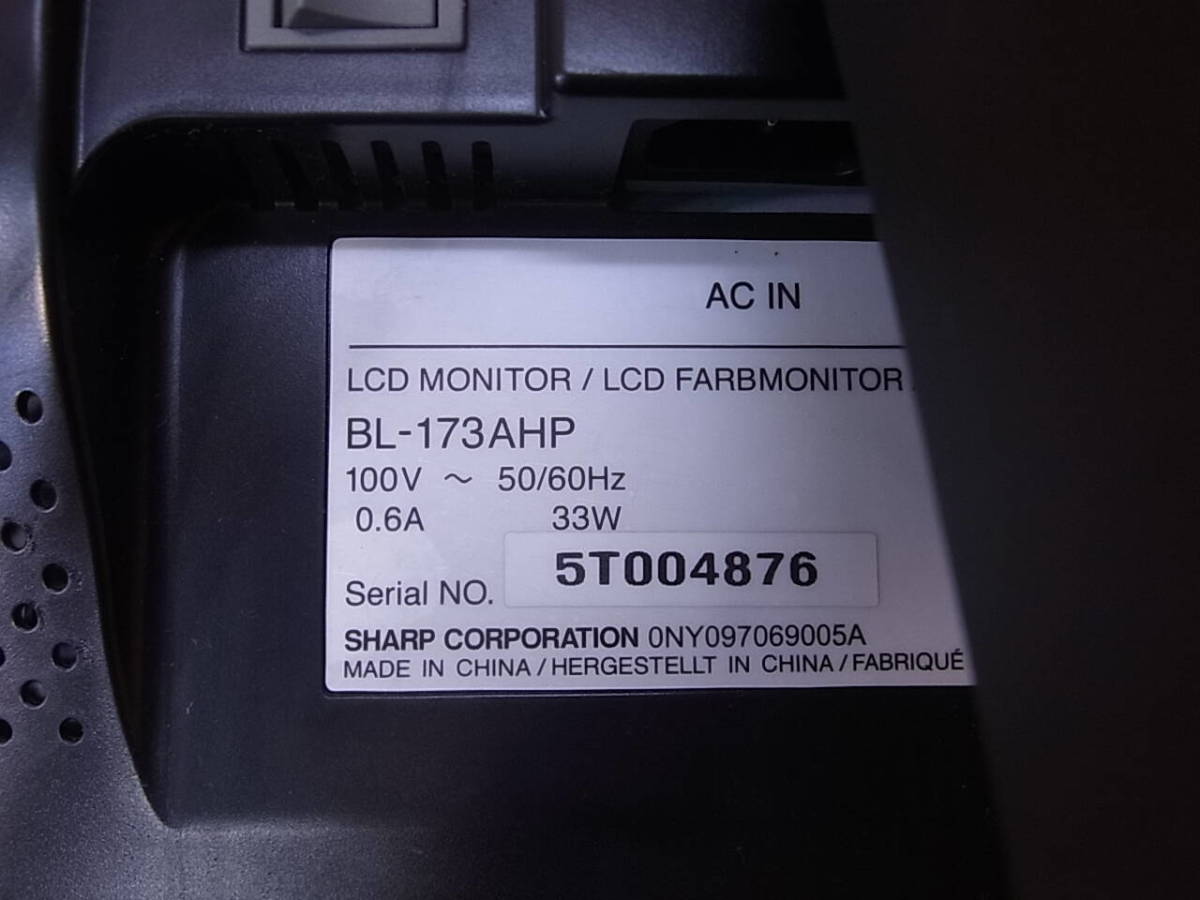 AC IN
LCD MONITOR / LCD FARBMONITOR
BL-173AHP
100V ～ 50/60Hz
0.6A 33W
Serial NO. 5T004876
SHARP CORPORATION 0NY097069005A
MADE IN CHINA / HERGESTELLT IN CHINA / FABRIQUÉ